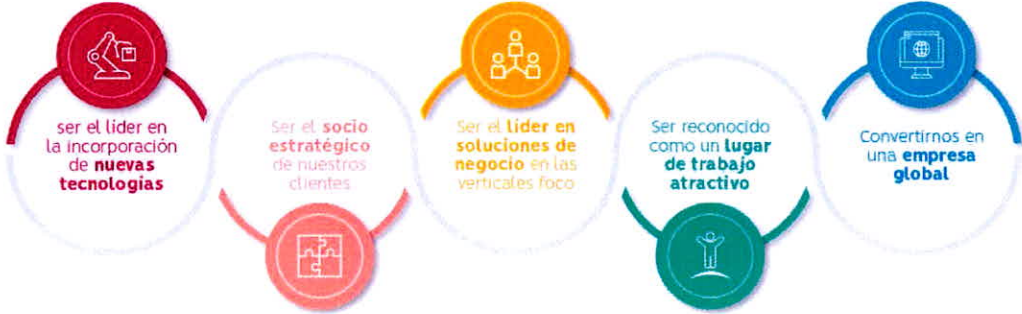 ser el líder en
la incorporación
de nuevas
tecnologías
Ser el socio
estratégico
de nuestros
clientes
Ser el líder en
soluciones de
negocio en las
verticales foco
Ser reconocido
como un lugar
de trabajo
atractivo
Convertirnos en
una empresa
global